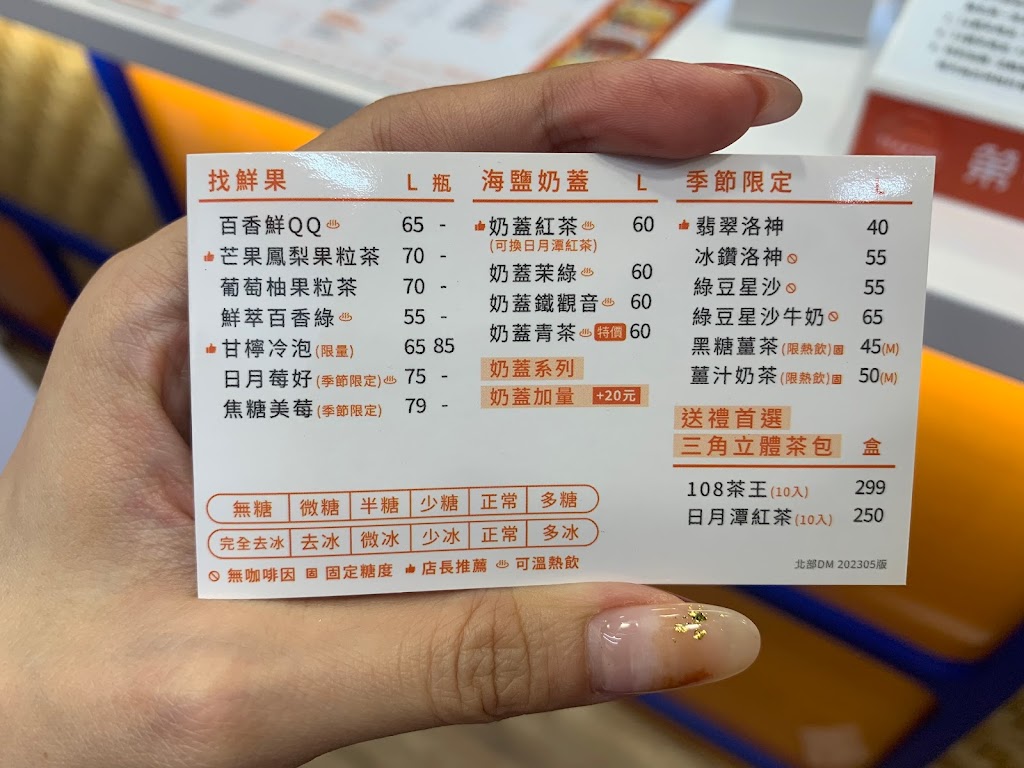 找鮮果 L 瓶
百香鮮QQ 65 -
芒果鳳梨果粒茶 70 -
葡萄柚果粒茶 70 -
鮮萃百香綠 55 -
甘檸冷泡(限量) 65 85
日月莓好(季節限定) 75 -
焦糖美莓(季節限定) 79 -
海鹽奶蓋 L
奶蓋紅茶 60
(可換日月潭紅茶)
奶蓋茉綠 60
奶蓋鐵觀音 60
奶蓋青茶 特價 60
奶蓋系列
奶蓋加量 +20元
季節限定 L
翡翠洛神 40
冰鑽洛神 55
綠豆星沙 55
綠豆星沙牛奶 65
黑糖薑茶(限熱飲)固 45(M)
薑汁奶茶(限熱飲)固 50(M)
送禮首選
三角立體茶包 盒
108茶王(10入) 299
日月潭紅茶(10入) 250
無糖 微糖 半糖 少糖 正常 多糖
完全去冰 去冰 微冰 少冰 正常 多冰
無咖啡因 固 固定糖度 店長推薦 可溫熱飲
北部DM 202305版
第